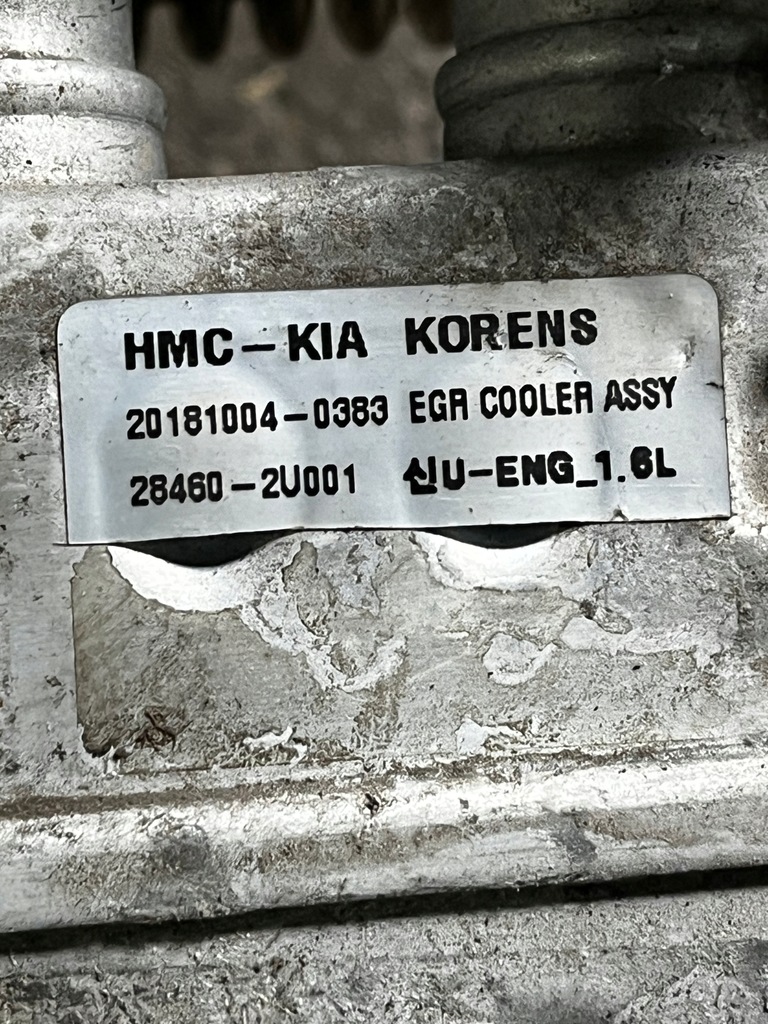 HMC-KIA KORENS
20181004-0383 EGR COOLER ASSY
28460-2U001 신U-ENG_1.6L